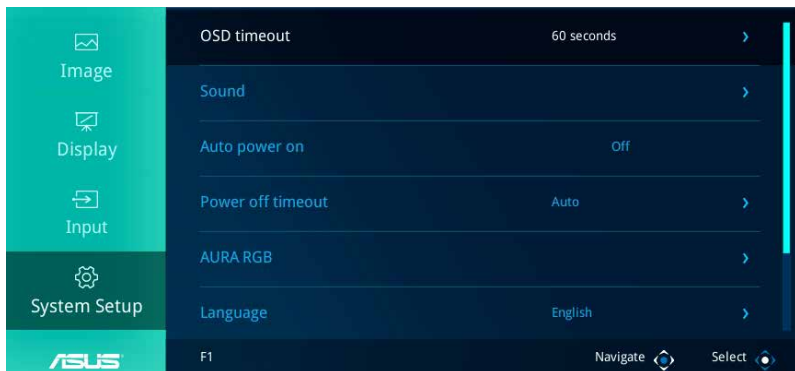 Image
Display
Input
System Setup
ASUS
OSD timeout 60 seconds
Sound
Auto power on Off
Power off timeout Auto
AURA RGB
Language English
F1 Navigate Select